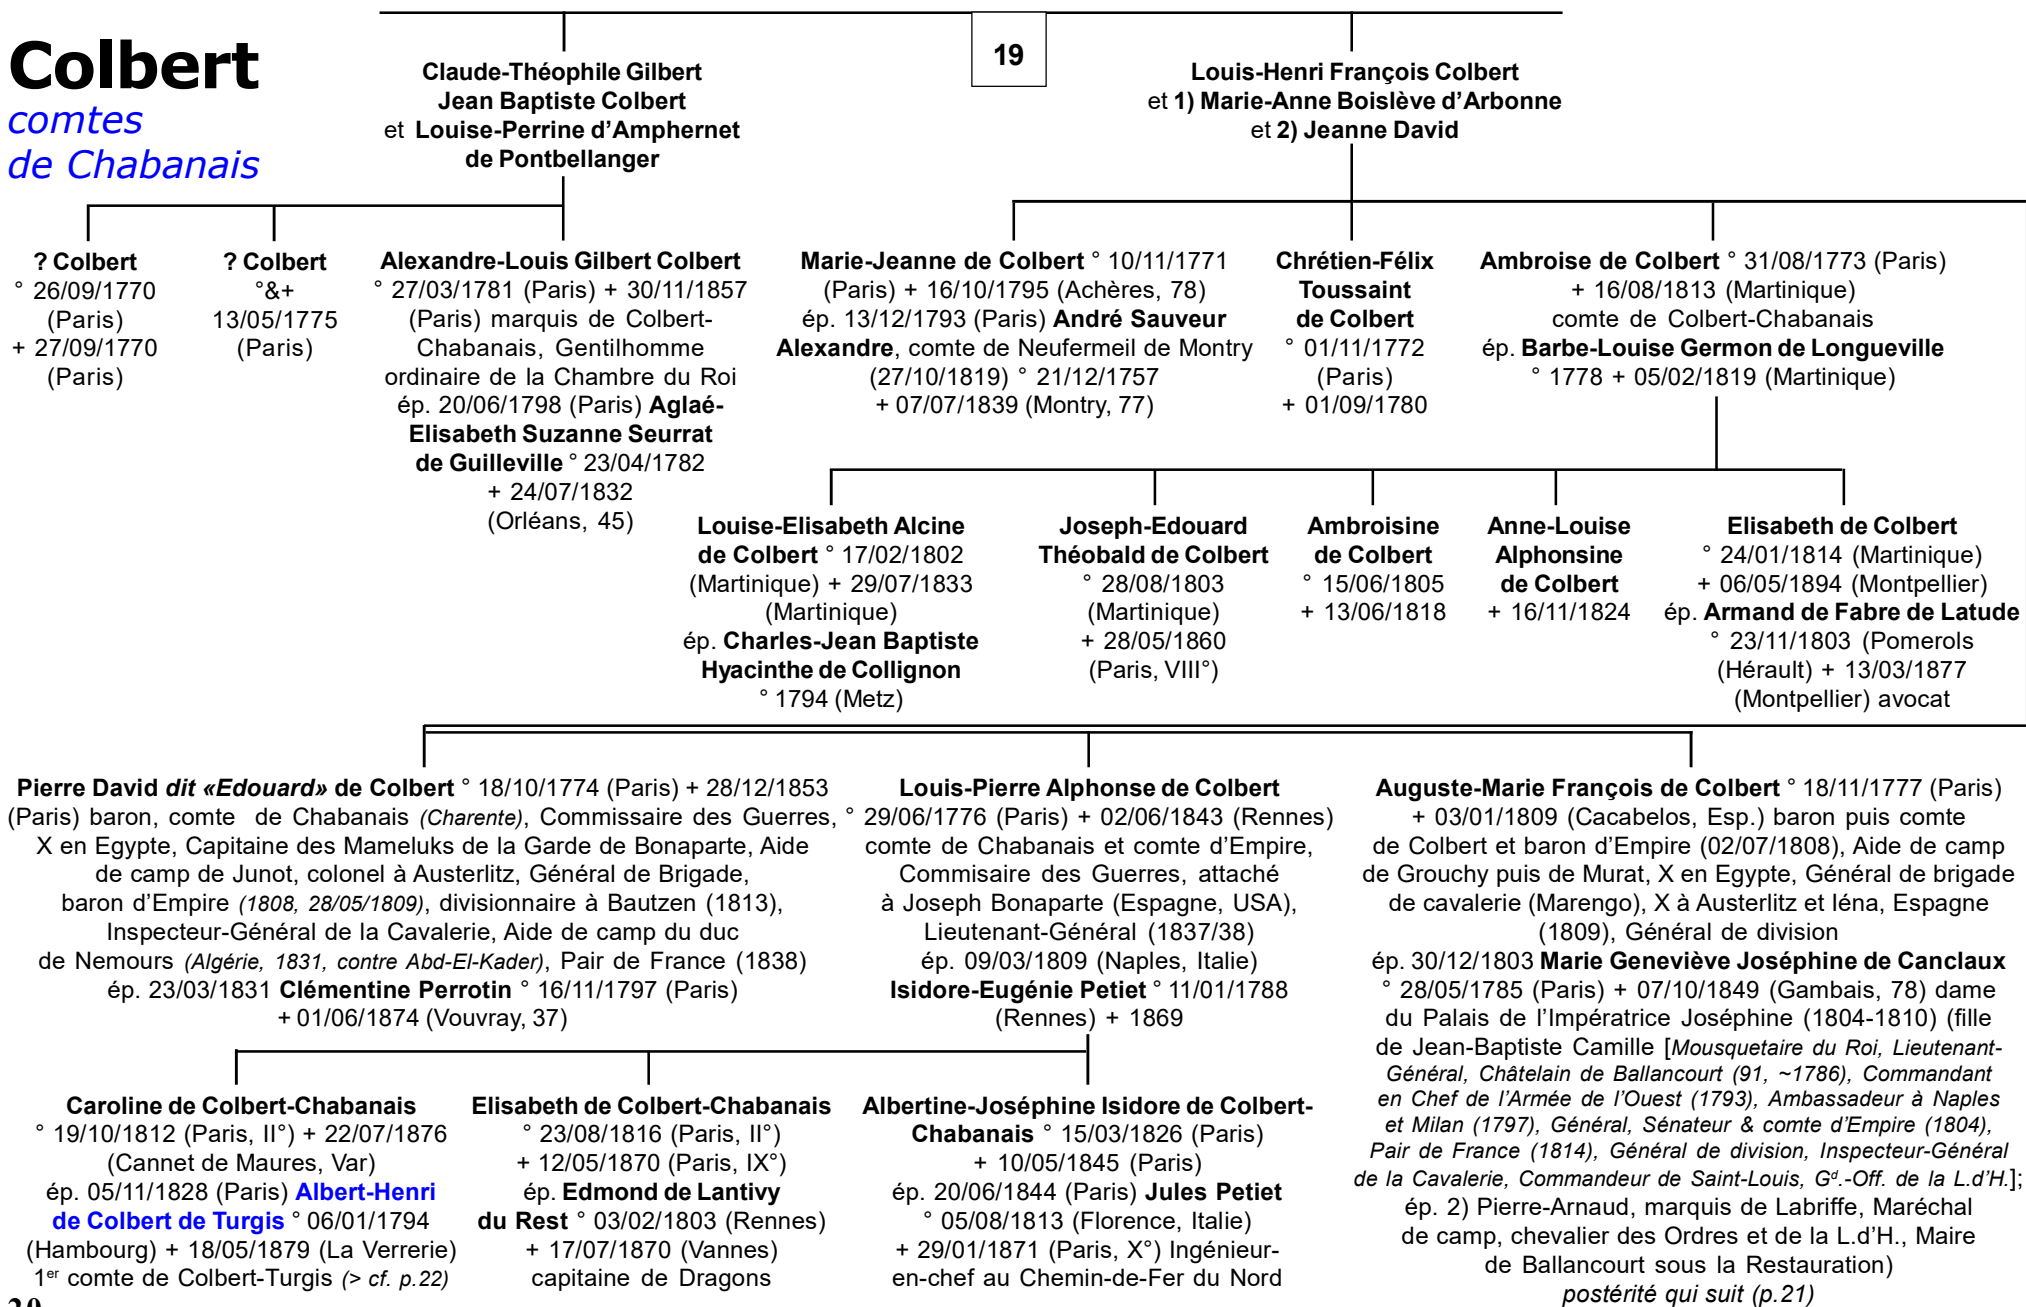 Colbert
comtes
de Chabanais
19
Claude-Théophile Gilbert
Jean Baptiste Colbert
et Louise-Perrine d’Amphernet
de Pontbellanger
Louis-Henri François Colbert
et 1) Marie-Anne Boislève d’Arbonne
et 2) Jeanne David
? Colbert
° 26/09/1770
(Paris)
+ 27/09/1770
(Paris)
? Colbert
°&+
13/05/1775
(Paris)
Alexandre-Louis Gilbert Colbert
° 27/03/1781 (Paris) + 30/11/1857
(Paris) marquis de Colbert-
Chabanais, Gentilhomme
ordinaire de la Chambre du Roi
ép. 20/06/1798 (Paris) Aglaé-
Elisabeth Suzanne Seurrat
de Guilleville ° 23/04/1782
+ 24/07/1832
(Orléans, 45)
Marie-Jeanne de Colbert ° 10/11/1771
(Paris) + 16/10/1795 (Achères, 78)
ép. 13/12/1793 (Paris) André Sauveur
Alexandre, comte de Neufermeil de Montry
(27/10/1819) ° 21/12/1757
+ 07/07/1839 (Montry, 77)
Chrétien-Félix
Toussaint
de Colbert
° 01/11/1772
(Paris)
+ 01/09/1780
Ambroise de Colbert ° 31/08/1773 (Paris)
+ 16/08/1813 (Martinique)
comte de Colbert-Chabanais
ép. Barbe-Louise Germon de Longueville
° 1778 + 05/02/1819 (Martinique)
Louise-Elisabeth Alcine
de Colbert ° 17/02/1802
(Martinique) + 29/07/1833
(Martinique)
ép. Charles-Jean Baptiste
Hyacinthe de Collignon
° 1794 (Metz)
Joseph-Edouard
Théobald de Colbert
° 28/08/1803
(Martinique)
+ 28/05/1860
(Paris, VIII°)
Ambroisine
de Colbert
° 15/06/1805
+ 13/06/1818
Anne-Louise
Alphonsine
de Colbert
+ 16/11/1824
Elisabeth de Colbert
° 24/01/1814 (Martinique)
+ 06/05/1894 (Montpellier)
ép. Armand de Fabre de Latude
° 23/11/1803 (Pomerols
(Hérault) + 13/03/1877
(Montpellier) avocat
Pierre David dit «Edouard» de Colbert ° 18/10/1774 (Paris) + 28/12/1853
(Paris) baron, comte de Chabanais (Charente), Commissaire des Guerres,
X en Egypte, Capitaine des Mameluks de la Garde de Bonaparte, Aide
de camp de Junot, colonel à Austerlitz, Général de Brigade,
baron d’Empire (1808, 28/05/1809), divisionnaire à Bautzen (1813),
Inspecteur-Général de la Cavalerie, Aide de camp du duc
de Nemours (Algérie, 1831, contre Abd-El-Kader), Pair de France (1838)
ép. 23/03/1831 Clémentine Perrotin ° 16/11/1797 (Paris)
+ 01/06/1874 (Vouvray, 37)
Louis-Pierre Alphonse de Colbert
° 29/06/1776 (Paris) + 02/06/1843 (Rennes)
comte de Chabanais et comte d’Empire,
Commisaire des Guerres, attaché
à Joseph Bonaparte (Espagne, USA),
Lieutenant-Général (1837/38)
ép. 09/03/1809 (Naples, Italie)
Isidore-Eugénie Petiet ° 11/01/1788
(Rennes) + 1869
Auguste-Marie François de Colbert ° 18/11/1777 (Paris)
+ 03/01/1809 (Cacabelos, Esp.) baron puis comte
de Colbert et baron d’Empire (02/07/1808), Aide de camp
de Grouchy puis de Murat, X en Egypte, Général de brigade
de cavalerie (Marengo), X à Austerlitz et Iéna, Espagne
(1809), Général de division
ép. 30/12/1803 Marie Geneviève Joséphine de Canclaux
° 28/05/1785 (Paris) + 07/10/1849 (Gambais, 78) dame
du Palais de l’Impératrice Joséphine (1804-1810) (fille
de Jean-Baptiste Camille [Mousquetaire du Roi, Lieutenant-
Général, Châtelain de Ballancourt (91, ~1786), Commandant
en Chef de l’Armée de l’Ouest (1793), Ambassadeur à Naples
et Milan (1797), Général, Sénateur & comte d’Empire (1804),
Pair de France (1814), Général de division, Inspecteur-Général
de la Cavalerie, Commandeur de Saint-Louis, Gd.-Off. de la L.d’H.];
ép. 2) Pierre-Arnaud, marquis de Labriffe, Maréchal
de camp, chevalier des Ordres et de la L.d’H., Maire
de Ballancourt sous la Restauration)
postérité qui suit (p.21)
Caroline de Colbert-Chabanais
° 19/10/1812 (Paris, II°) + 22/07/1876
(Cannet de Maures, Var)
ép. 05/11/1828 (Paris) Albert-Henri
de Colbert de Turgis ° 06/01/1794
(Hambourg) + 18/05/1879 (La Verrerie)
1er comte de Colbert-Turgis (> cf. p.22)
Elisabeth de Colbert-Chabanais
° 23/08/1816 (Paris, II°)
+ 12/05/1870 (Paris, IX°)
ép. Edmond de Lantivy
du Rest ° 03/02/1803 (Rennes)
+ 17/07/1870 (Vannes)
capitaine de Dragons
Albertine-Joséphine Isidore de Colbert-
Chabanais ° 15/03/1826 (Paris)
+ 10/05/1845 (Paris)
ép. 20/06/1844 (Paris) Jules Petiet
° 05/08/1813 (Florence, Italie)
+ 29/01/1871 (Paris, X°) Ingénieur-
en-chef au Chemin-de-Fer du Nord
20